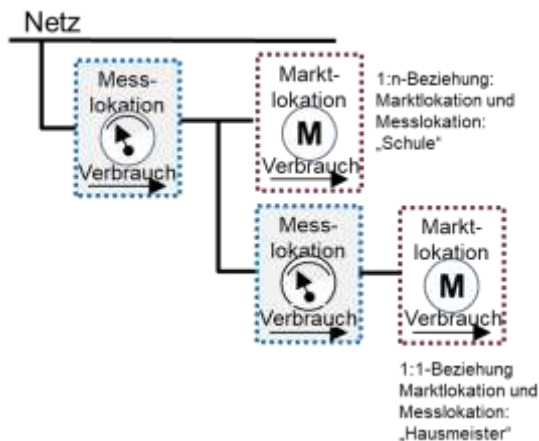 Netz
Mess-
lokation
Verbrauch
Markt-
lokation
M
Verbrauch
1:n-Beziehung:
Marktlokation und
Messlokation:
„Schule“
Mess-
lokation
Verbrauch
Markt-
lokation
M
Verbrauch
1:1-Beziehung
Marktlokation und
Messlokation:
„Hausmeister“